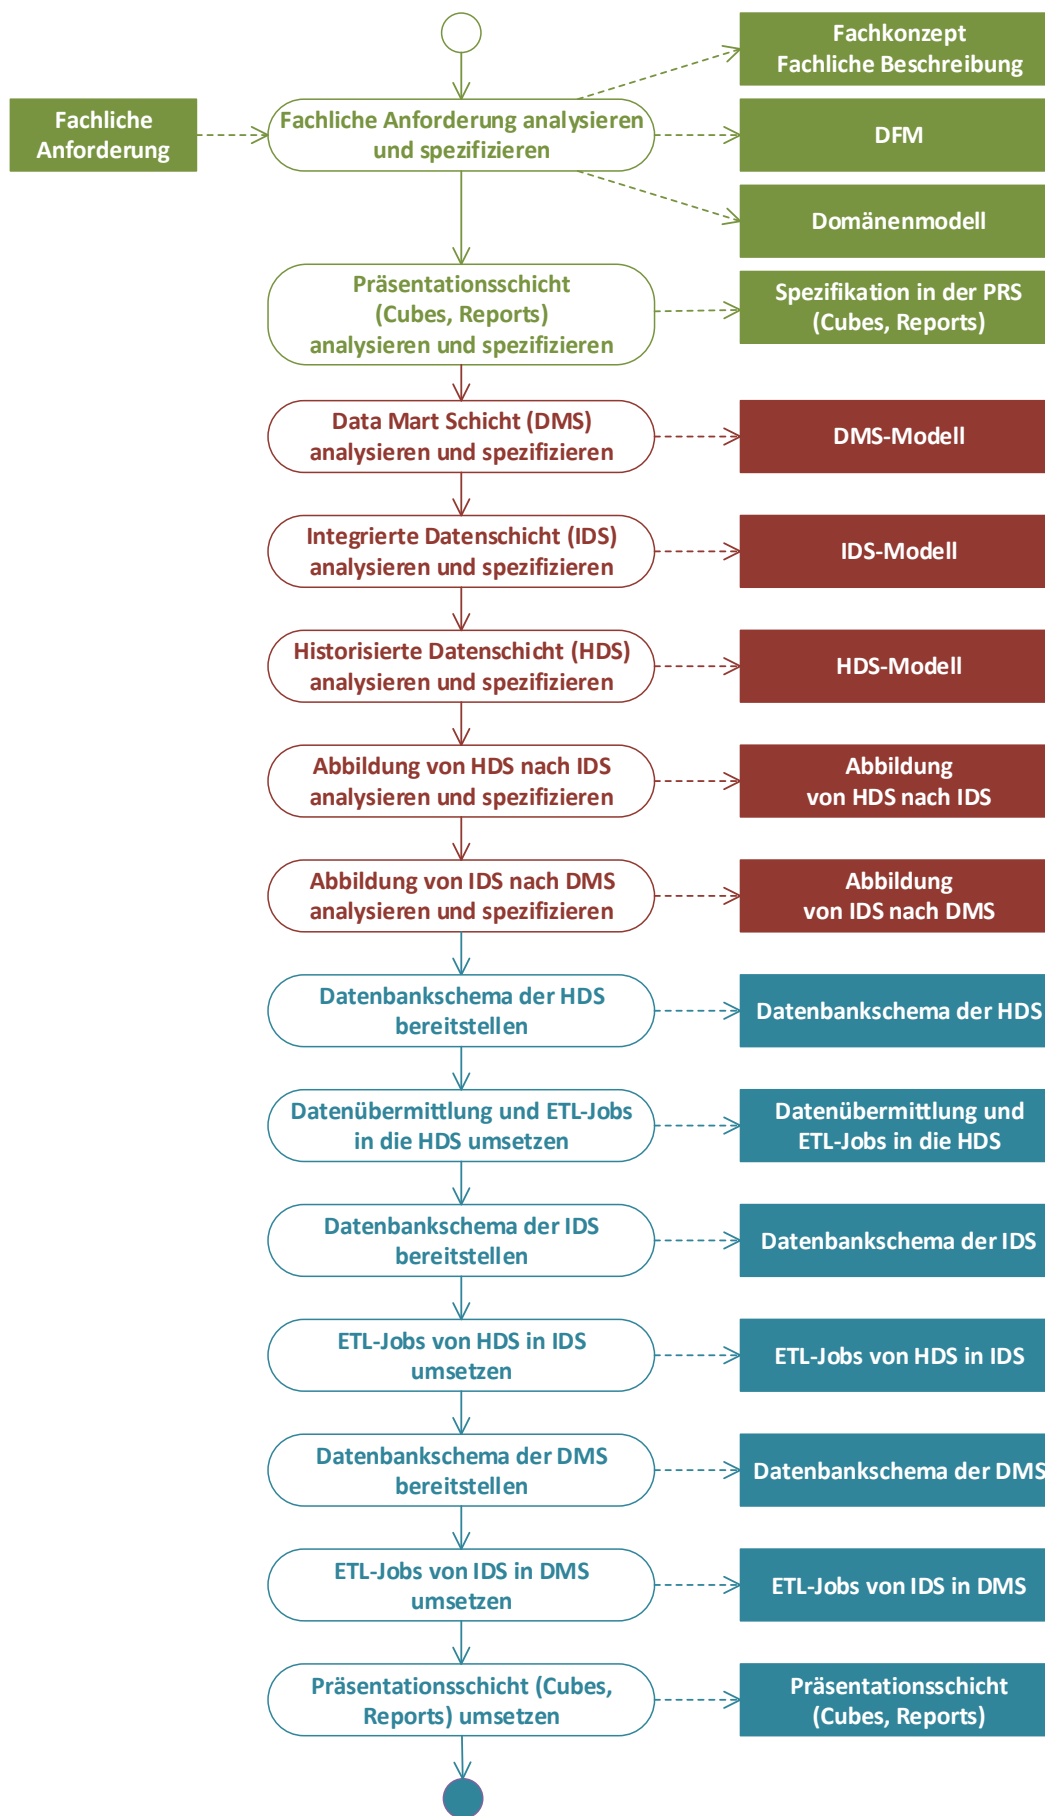 Fachkonzept
Fachliche Beschreibung
Fachliche
Anforderung
Fachliche Anforderung analysieren
und spezifizieren
DFM
Domänenmodell
Präsentationsschicht
(Cubes, Reports)
analysieren und spezifizieren
Spezifikation in der PRS
(Cubes, Reports)
Data Mart Schicht (DMS)
analysieren und spezifizieren
DMS-Modell
Integrierte Datenschicht (IDS)
analysieren und spezifizieren
IDS-Modell
Historisierte Datenschicht (HDS)
analysieren und spezifizieren
HDS-Modell
Abbildung von HDS nach IDS
analysieren und spezifizieren
Abbildung
von HDS nach IDS
Abbildung von IDS nach DMS
analysieren und spezifizieren
Abbildung
von IDS nach DMS
Datenbankschema der HDS
bereitstellen
Datenbankschema der HDS
Datenübermittlung und ETL-Jobs
in die HDS umsetzen
Datenübermittlung und
ETL-Jobs in die HDS
Datenbankschema der IDS
bereitstellen
Datenbankschema der IDS
ETL-Jobs von HDS in IDS
umsetzen
ETL-Jobs von HDS in IDS
Datenbankschema der DMS
bereitstellen
Datenbankschema der DMS
ETL-Jobs von IDS in DMS
umsetzen
ETL-Jobs von IDS in DMS
Präsentationsschicht (Cubes,
Reports) umsetzen
Präsentationsschicht
(Cubes, Reports)